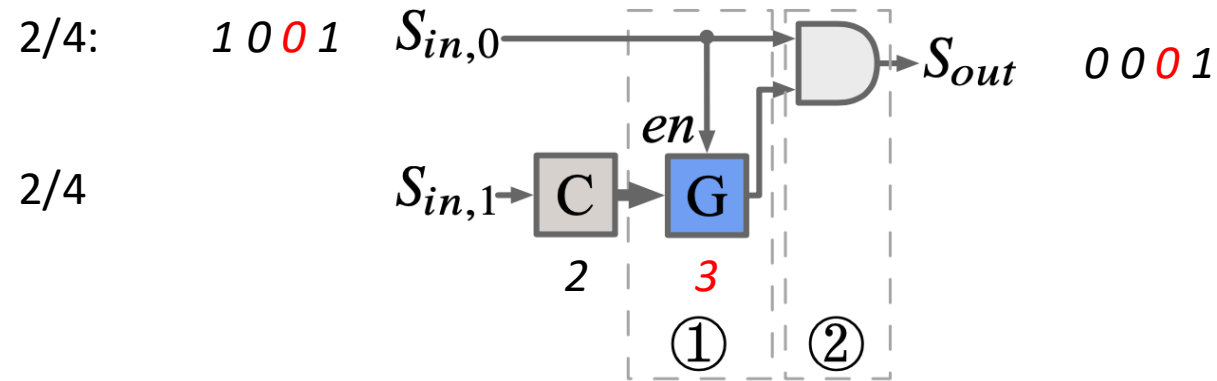 2/4: 1 0 0 1 S_{in,0} S_{out} 0 0 0 1
en
2/4 S_{in,1} C G
2 3
① ②